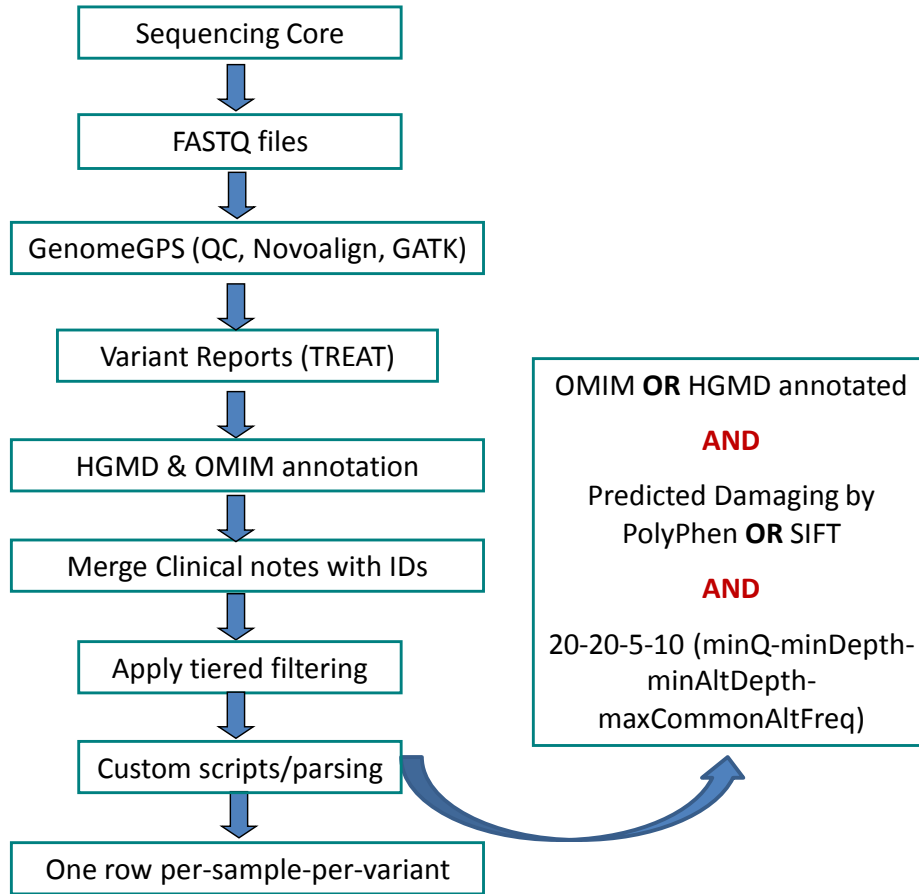 Sequencing Core
FASTQ files
GenomeGPS (QC, Novoalign, GATK)
Variant Reports (TREAT)
HGMD & OMIM annotation
Merge Clinical notes with IDs
Apply tiered filtering
Custom scripts/parsing
One row per-sample-per-variant
OMIM OR HGMD annotated
AND
Predicted Damaging by
PolyPhen OR SIFT
AND
20-20-5-10 (minQ-minDepth-
minAltDepth-
maxCommonAltFreq)